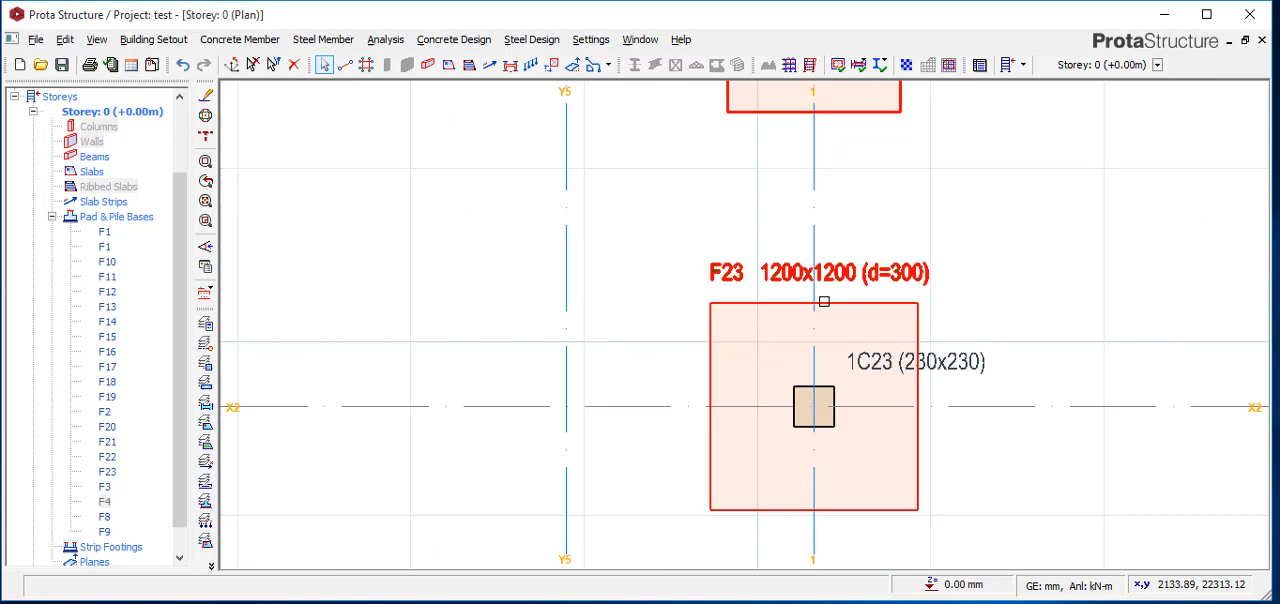 Prota Structure / Project: test - [Storey: 0 (Plan)]
File Edit View Building Setout Concrete Member Steel Member Analysis Concrete Design Steel Design Settings Window Help
ProtaStructure
Storey: 0 (+0.00m)
Storeys
Storey: 0 (+0.00m)
Columns
Walls
Beams
Slabs
Ribbed Slabs
Slab Strips
Pad & Pile Bases
F1
F1
F10
F11
F12
F13
F14
F15
F16
F17
F18
F19
F2
F20
F21
F22
F23
F3
F4
F8
F9
Strip Footings
Planes
Y5 1
F23 1200x1200 (d=300)
1C23 (230x230)
X2 X2
Y5 1
Z= 0.00 mm
GE: mm, Anl: kN-m
x,y 2133.89, 22313.12